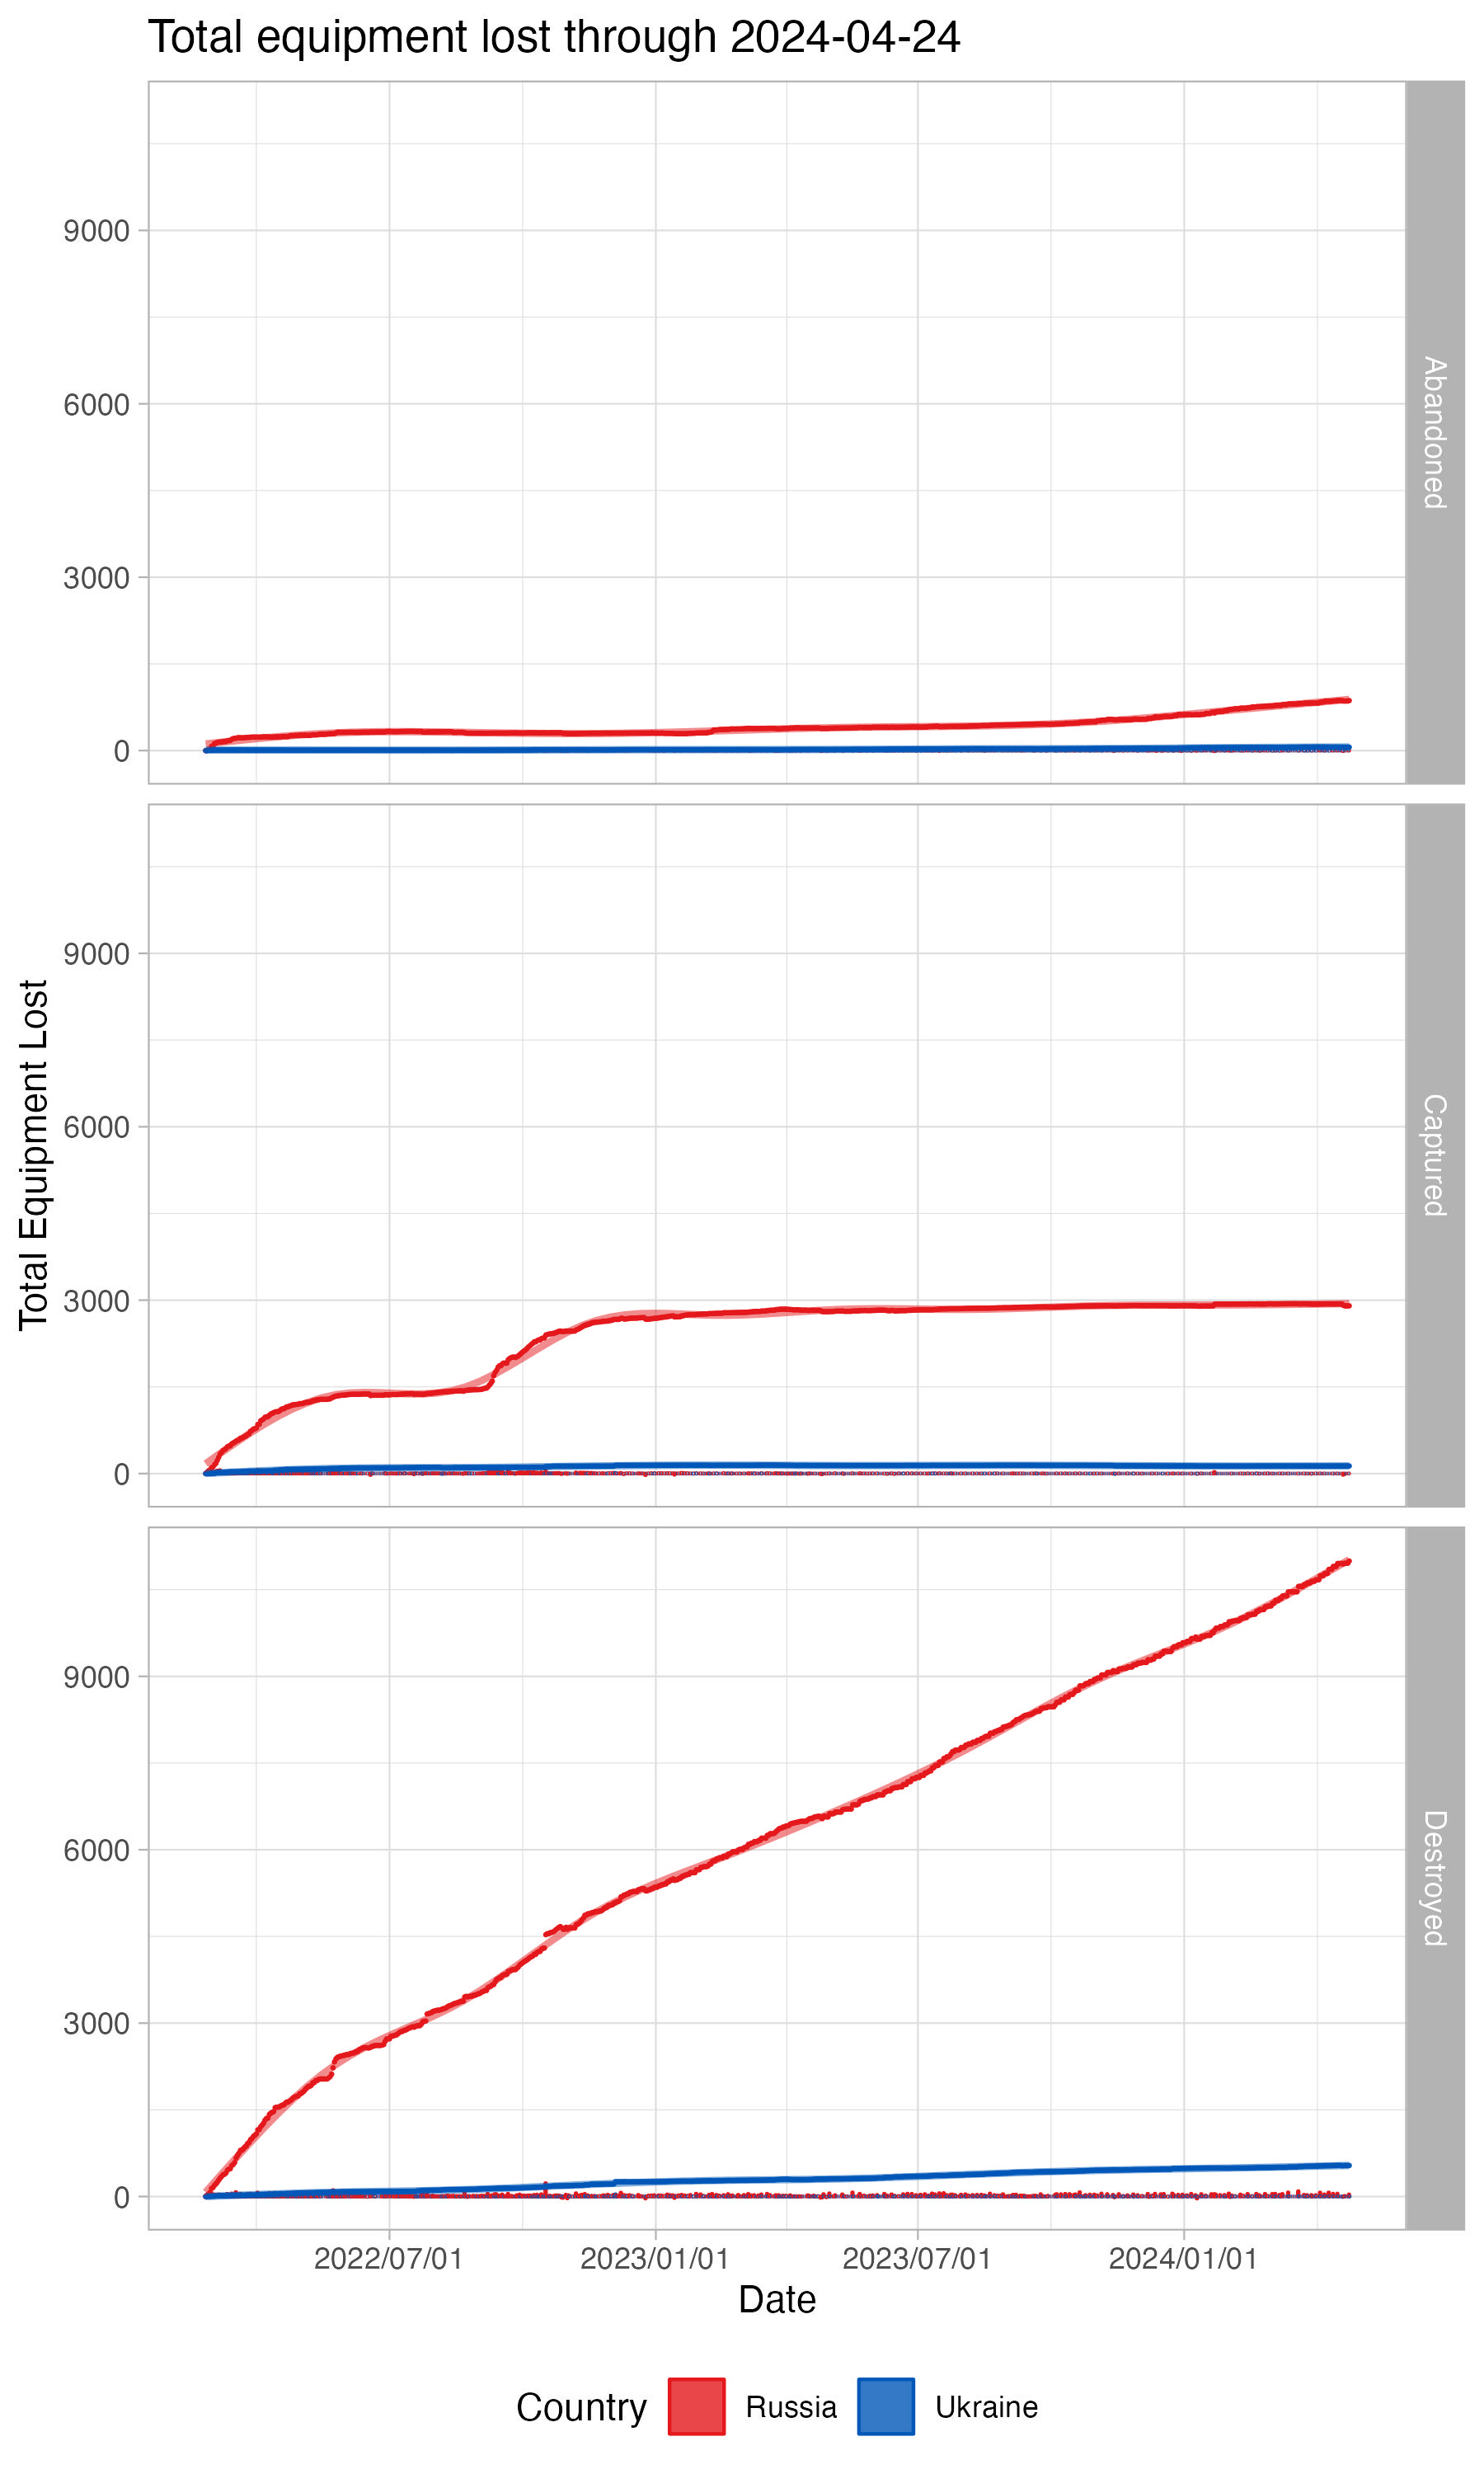 Total equipment lost through 2024-04-24
9000
6000
3000
0
Abandoned
Total Equipment Lost
9000
6000
3000
0
Captured
9000
6000
3000
0
Destroyed
2022/07/01 2023/01/01 2023/07/01 2024/01/01
Date
Country Russia Ukraine